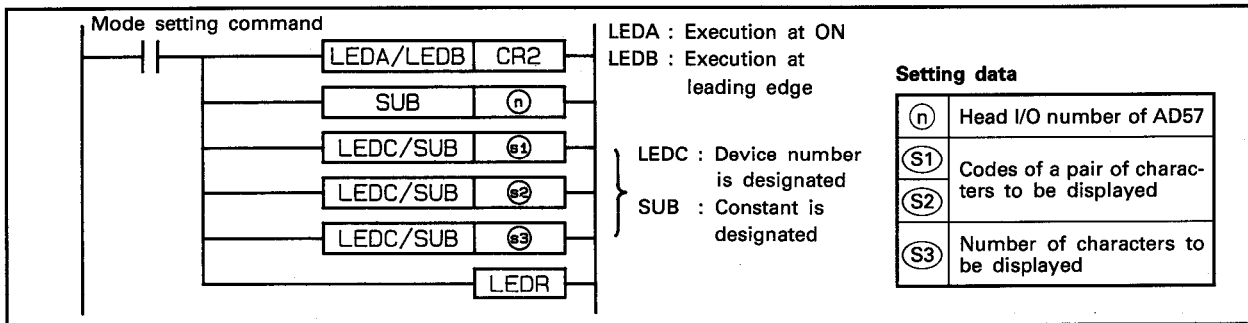 Mode setting command
LEDA/LEDB CR2
SUB n
LEDC/SUB s1
LEDC/SUB s2
LEDC/SUB s3
LEDR
LEDA : Execution at ON
LEDB : Execution at
leading edge
LEDC : Device number
is designated
SUB : Constant is
designated
Setting data
n Head I/O number of AD57
S1
S2
Codes of a pair of charac-
ters to be displayed
S3 Number of characters to
be displayed